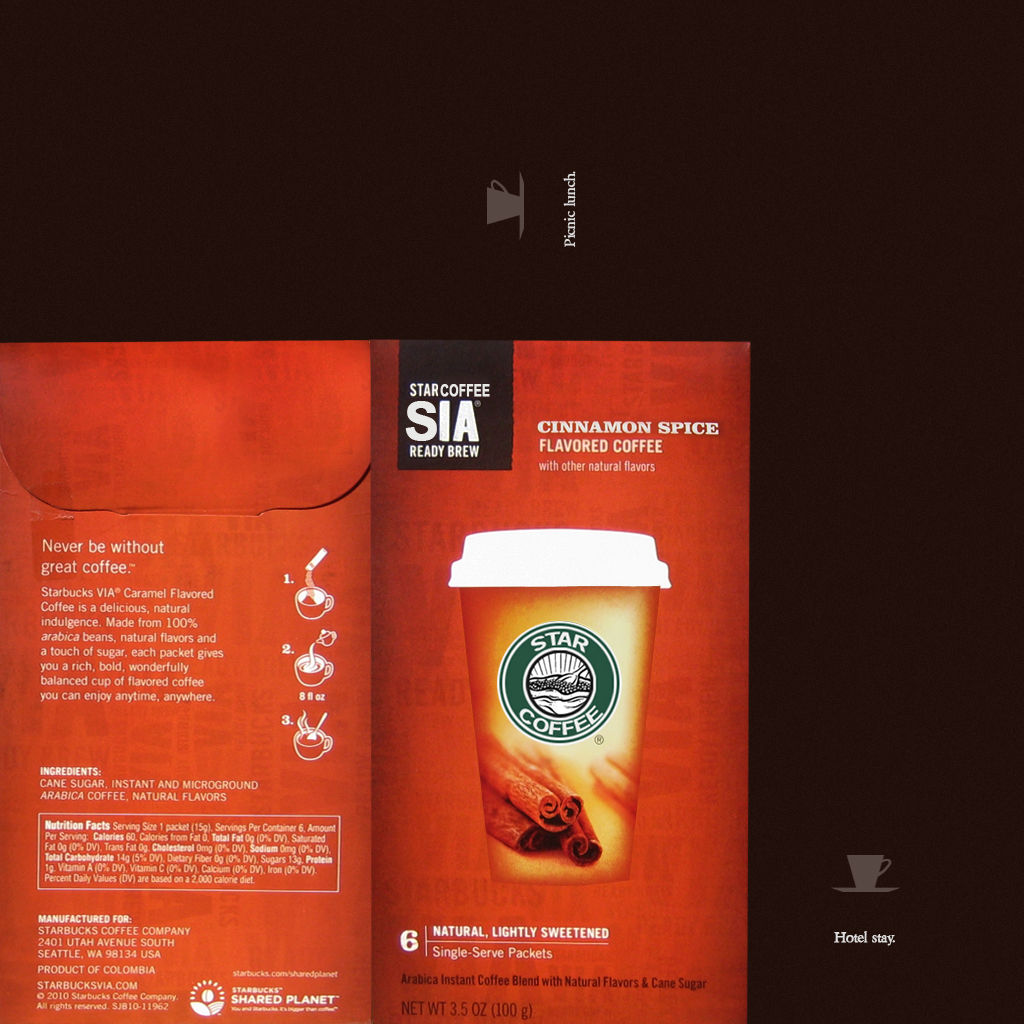 Picnic lunch.
STAR COFFEE
SIA®
READY BREW
CINNAMON SPICE
FLAVORED COFFEE
with other natural flavors
Never be without
great coffee.™
Starbucks VIA® Caramel Flavored
Coffee is a delicious, natural
indulgence. Made from 100%
arabica beans, natural flavors and
a touch of sugar, each packet gives
you a rich, bold, wonderfully
balanced cup of flavored coffee
you can enjoy anytime, anywhere.
1.
2.
8 fl oz
3.
INGREDIENTS:
CANE SUGAR, INSTANT AND MICROGROUND
ARABICA COFFEE, NATURAL FLAVORS
Nutrition Facts Serving Size 1 packet (15g), Servings Per Container 6, Amount
Per Serving: Calories 60, Calories from Fat 0, Total Fat 0g (0% DV), Saturated
Fat 0g (0% DV), Trans Fat 0g, Cholesterol 0mg (0% DV), Sodium 0mg (0% DV),
Total Carbohydrate 14g (5% DV), Dietary Fiber 0g (0% DV), Sugars 13g, Protein
1g, Vitamin A (0% DV), Vitamin C (0% DV), Calcium (0% DV), Iron (0% DV).
Percent Daily Values (DV) are based on a 2,000 calorie diet.
MANUFACTURED FOR:
STARBUCKS COFFEE COMPANY
2401 UTAH AVENUE SOUTH
SEATTLE, WA 98134 USA
PRODUCT OF COLOMBIA
STARBUCKSVIA.COM
© 2010 Starbucks Coffee Company.
All rights reserved. SJB10-11962
starbucks.com/sharedplanet
STARBUCKS™
SHARED PLANET™
You and Starbucks. It's bigger than coffee™
STAR
COFFEE
®
6
NATURAL, LIGHTLY SWEETENED
Single-Serve Packets
Arabica Instant Coffee Blend with Natural Flavors & Cane Sugar
NET WT 3.5 OZ (100 g)
Hotel stay.